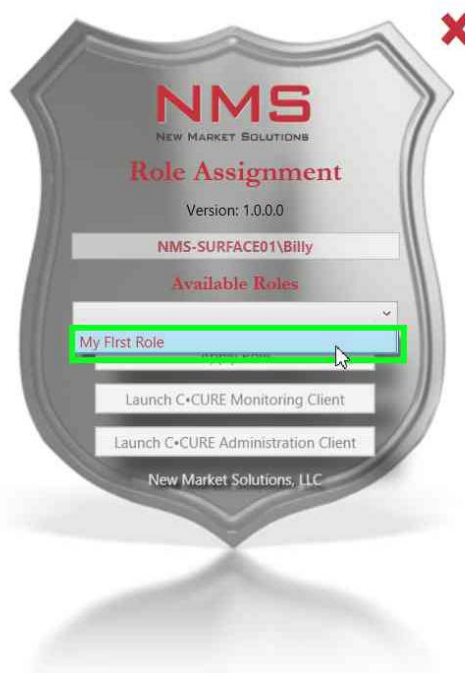 NMS
NEW MARKET SOLUTIONS
Role Assignment
Version: 1.0.0.0
NMS-SURFACE01\Billy
Available Roles
My FIrst Role
Launch C•CURE Monitoring Client
Launch C•CURE Administration Client
New Market Solutions, LLC